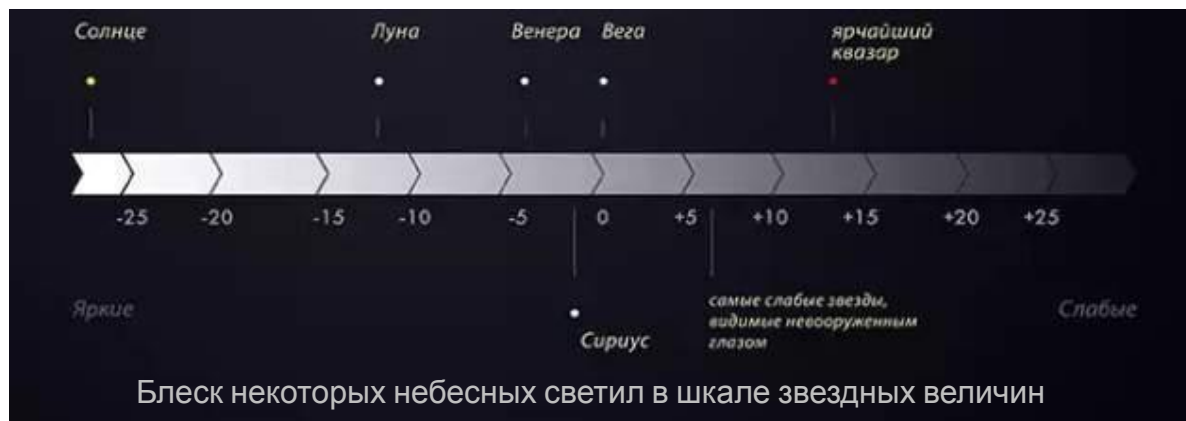 Солнце Луна Венера Вега ярчайший
квазар
-25 -20 -15 -10 -5 0 +5 +10 +15 +20 +25
Яркие самые слабые звезды, Слабые
видимые невооруженным
Сириус глазом
Блеск некоторых небесных светил в шкале звездных величин